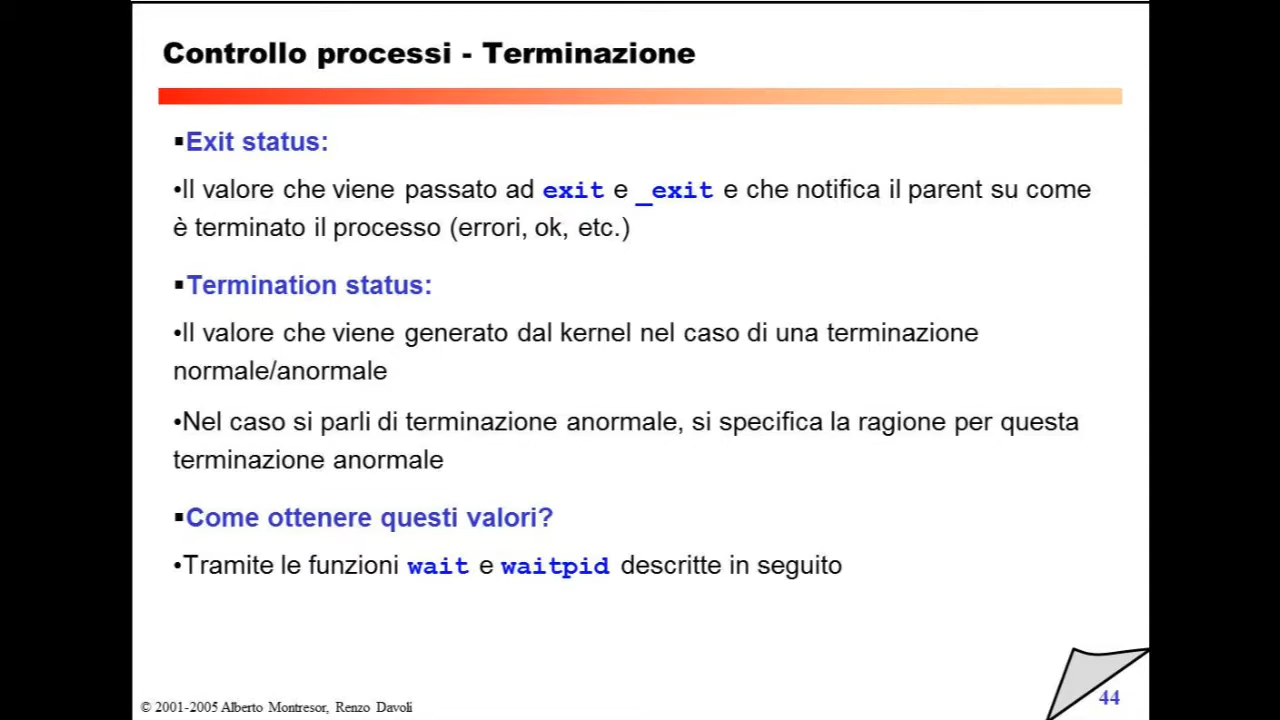 Controllo processi - Terminazione
▪Exit status:
•Il valore che viene passato ad exit e _exit e che notifica il parent su come
è terminato il processo (errori, ok, etc.)
▪Termination status:
•Il valore che viene generato dal kernel nel caso di una terminazione
normale/anormale
•Nel caso si parli di terminazione anormale, si specifica la ragione per questa
terminazione anormale
▪Come ottenere questi valori?
•Tramite le funzioni wait e waitpid descritte in seguito
© 2001-2005 Alberto Montresor, Renzo Davoli
44